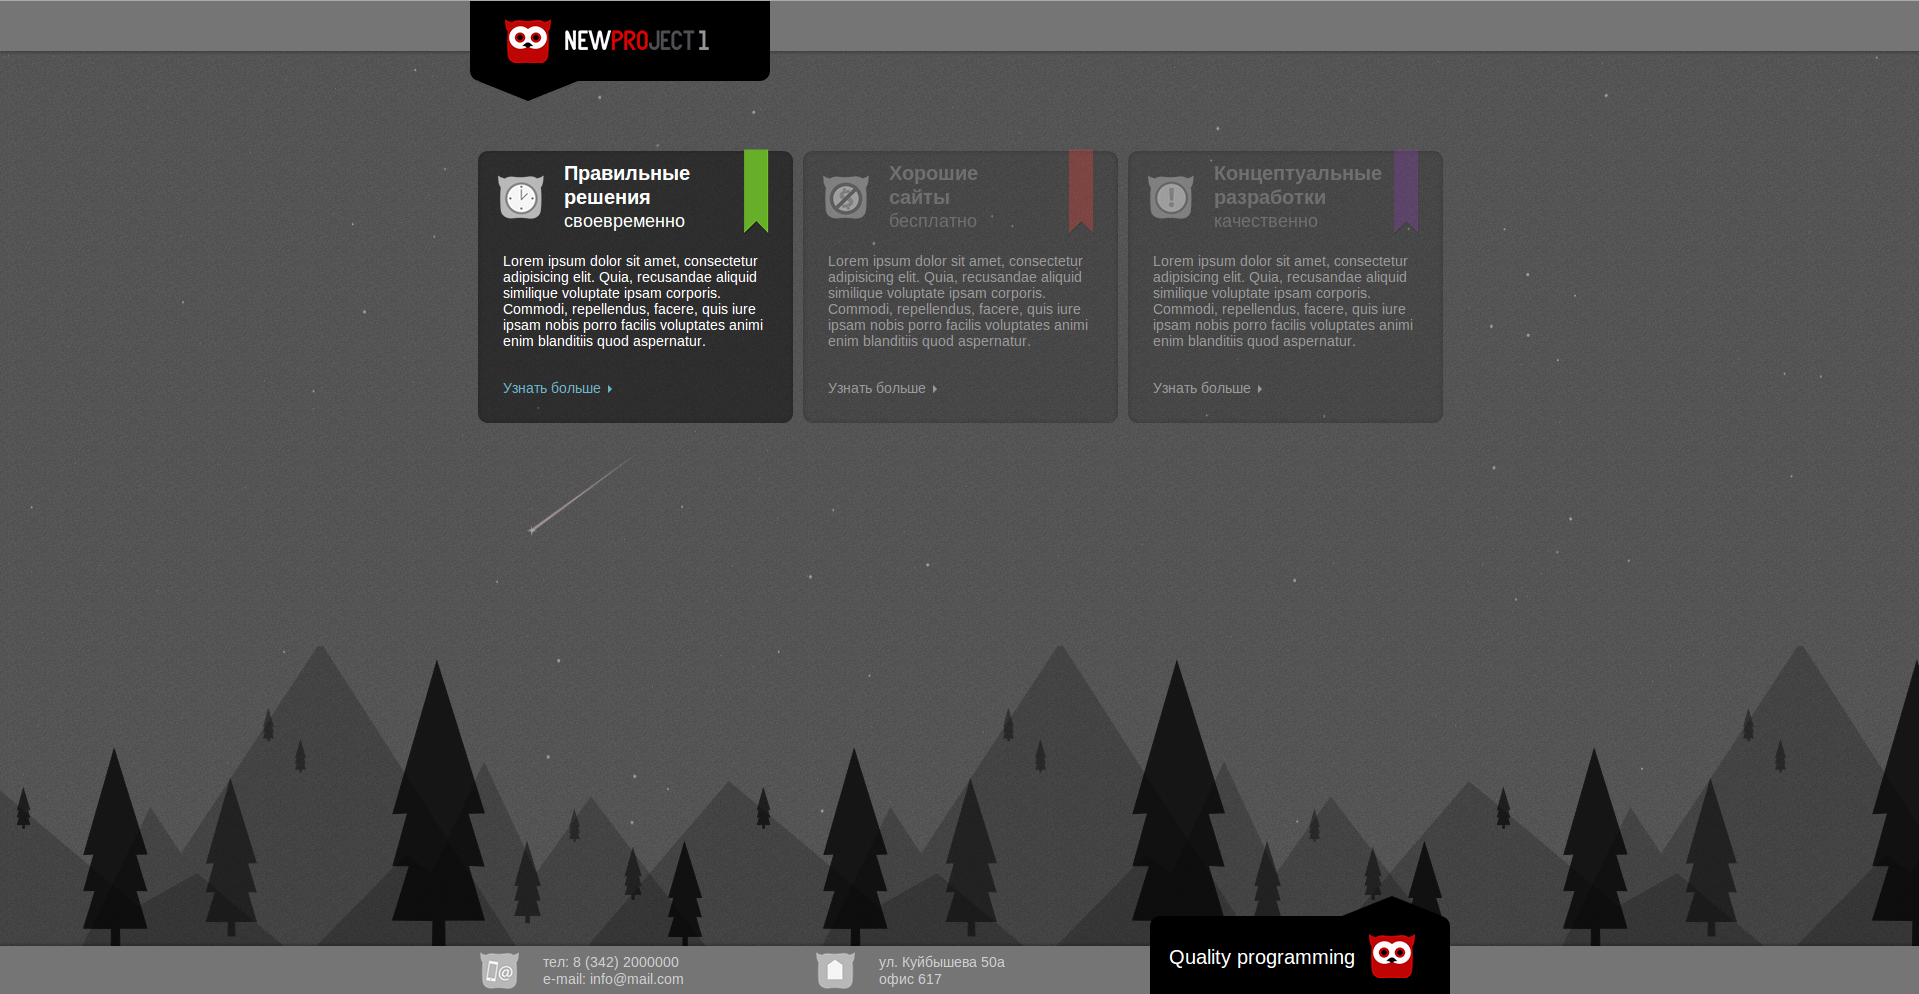 NEWPROJECT 1
Правильные
решения
своевременно
Lorem ipsum dolor sit amet, consectetur
adipisicing elit. Quia, recusandae aliquid
similique voluptate ipsam corporis.
Commodi, repellendus, facere, quis iure
ipsam nobis porro facilis voluptates animi
enim blanditiis quod aspernatur.
Узнать больше
Хорошие
сайты
бесплатно
Lorem ipsum dolor sit amet, consectetur
adipisicing elit. Quia, recusandae aliquid
similique voluptate ipsam corporis.
Commodi, repellendus, facere, quis iure
ipsam nobis porro facilis voluptates animi
enim blanditiis quod aspernatur.
Узнать больше
Концептуальные
разработки
качественно
Lorem ipsum dolor sit amet, consectetur
adipisicing elit. Quia, recusandae aliquid
similique voluptate ipsam corporis.
Commodi, repellendus, facere, quis iure
ipsam nobis porro facilis voluptates animi
enim blanditiis quod aspernatur.
Узнать больше
тел: 8 (342) 2000000
e-mail: info@mail.com
ул. Куйбышева 50а
офис 617
Quality programming